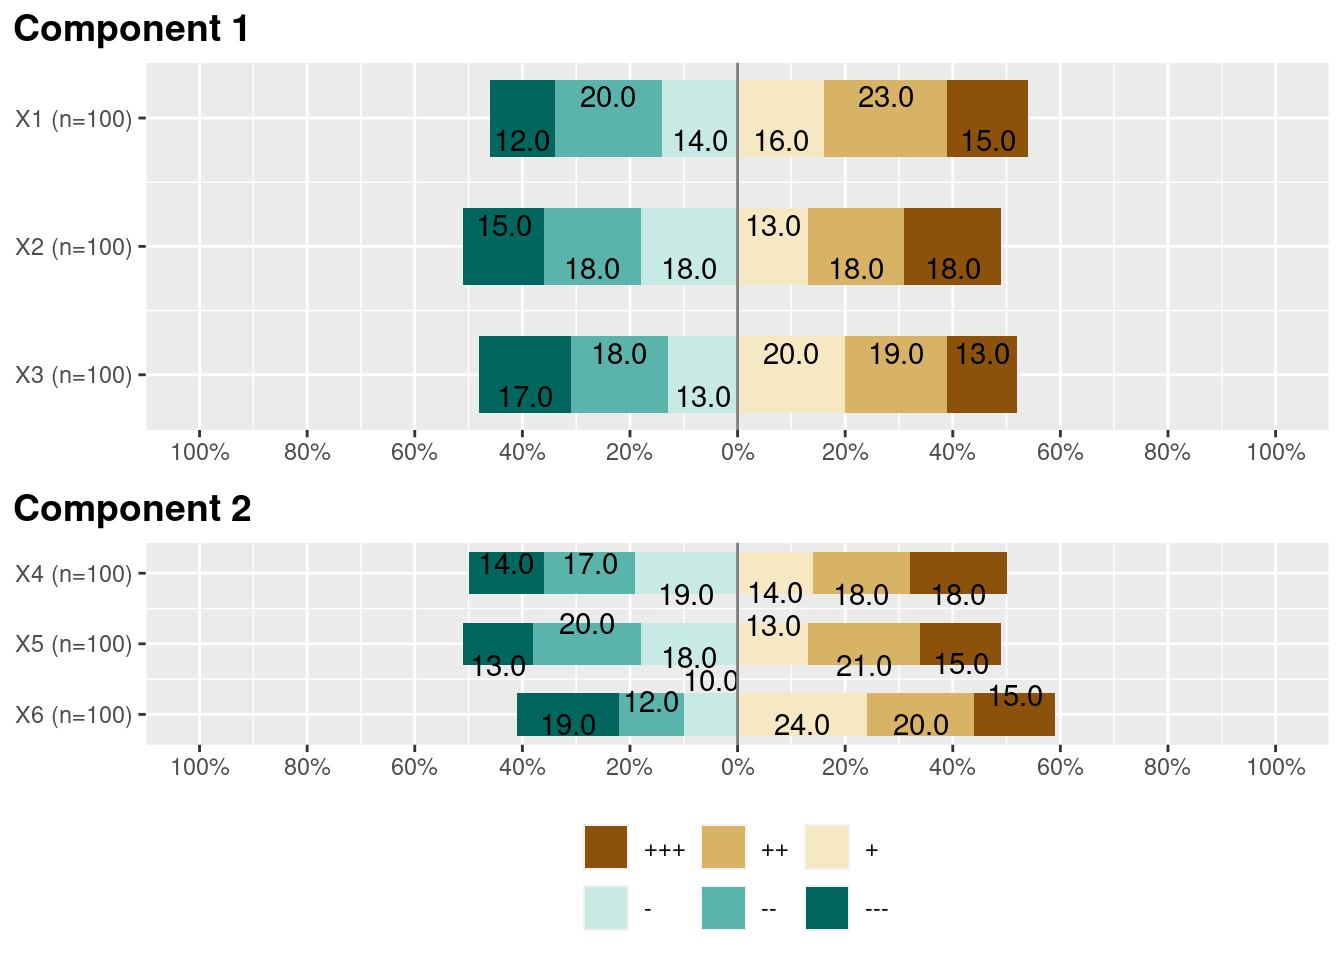 Component 1
20.0 23.0
X1 (n=100)
12.0 14.0 16.0 15.0
15.0 13.0
X2 (n=100)
18.0 18.0 18.0 18.0
18.0 20.0 19.0 13.0
X3 (n=100)
17.0 13.0
100% 80% 60% 40% 20% 0% 20% 40% 60% 80% 100%
Component 2
14.0 17.0
X4 (n=100)
19.0 14.0 18.0 18.0
20.0 13.0
X5 (n=100)
13.0 18.0 21.0 15.0
10.0
12.0 15.0
X6 (n=100)
19.0 24.0 20.0
100% 80% 60% 40% 20% 0% 20% 40% 60% 80% 100%
+++ ++ +
- -- ---